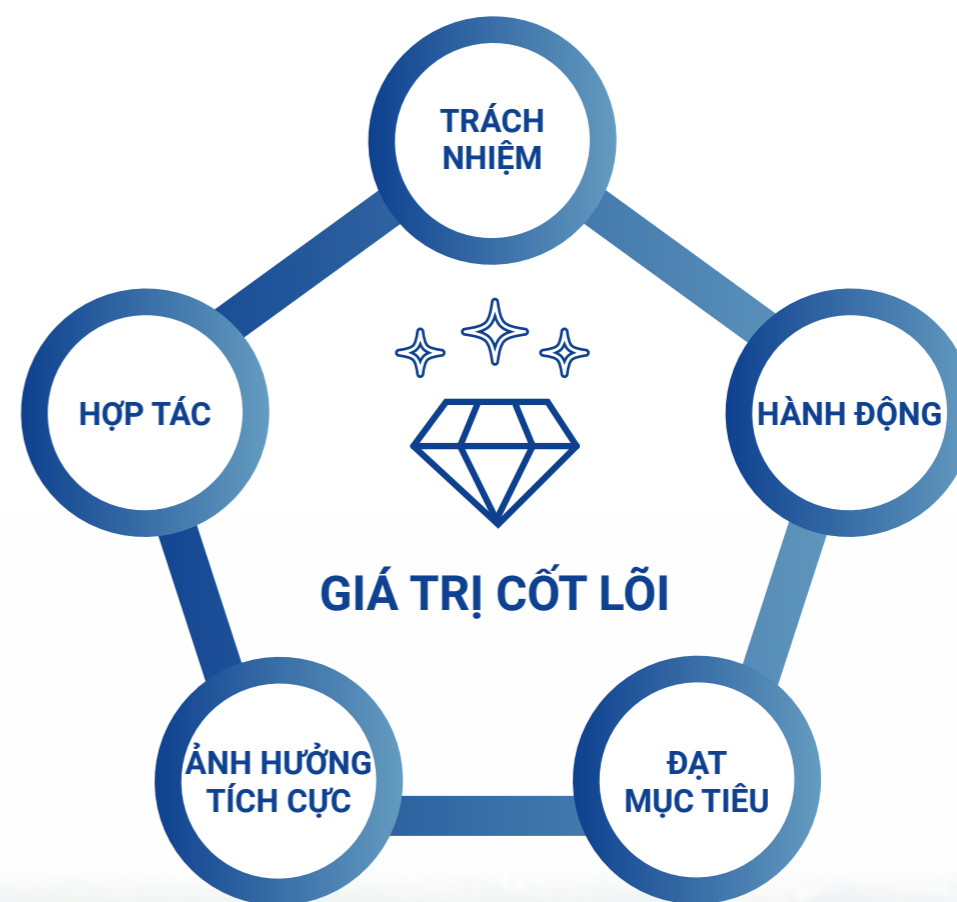 TRÁCH
NHIỆM
HỢP TÁC
HÀNH ĐỘNG
GIÁ TRỊ CỐT LÕI
ẢNH HƯỞNG
TÍCH CỰC
ĐẠT
MỤC TIÊU